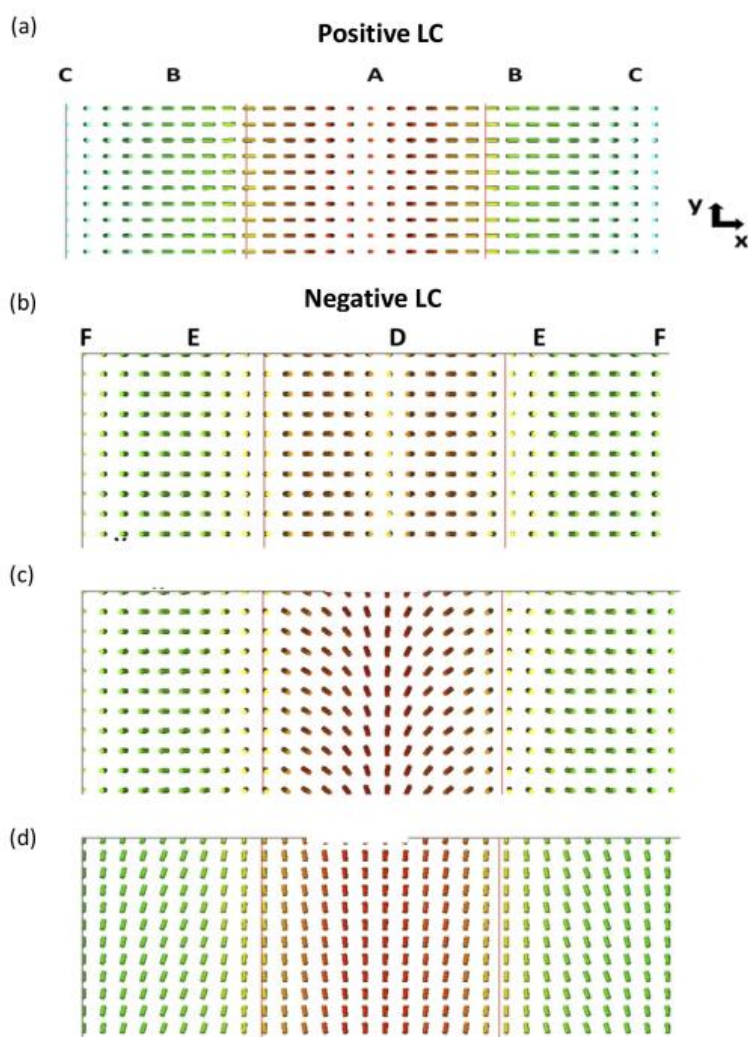 (a)
Positive LC
C B A B C
y
x
(b)
Negative LC
F E D E F
(c)
(d)